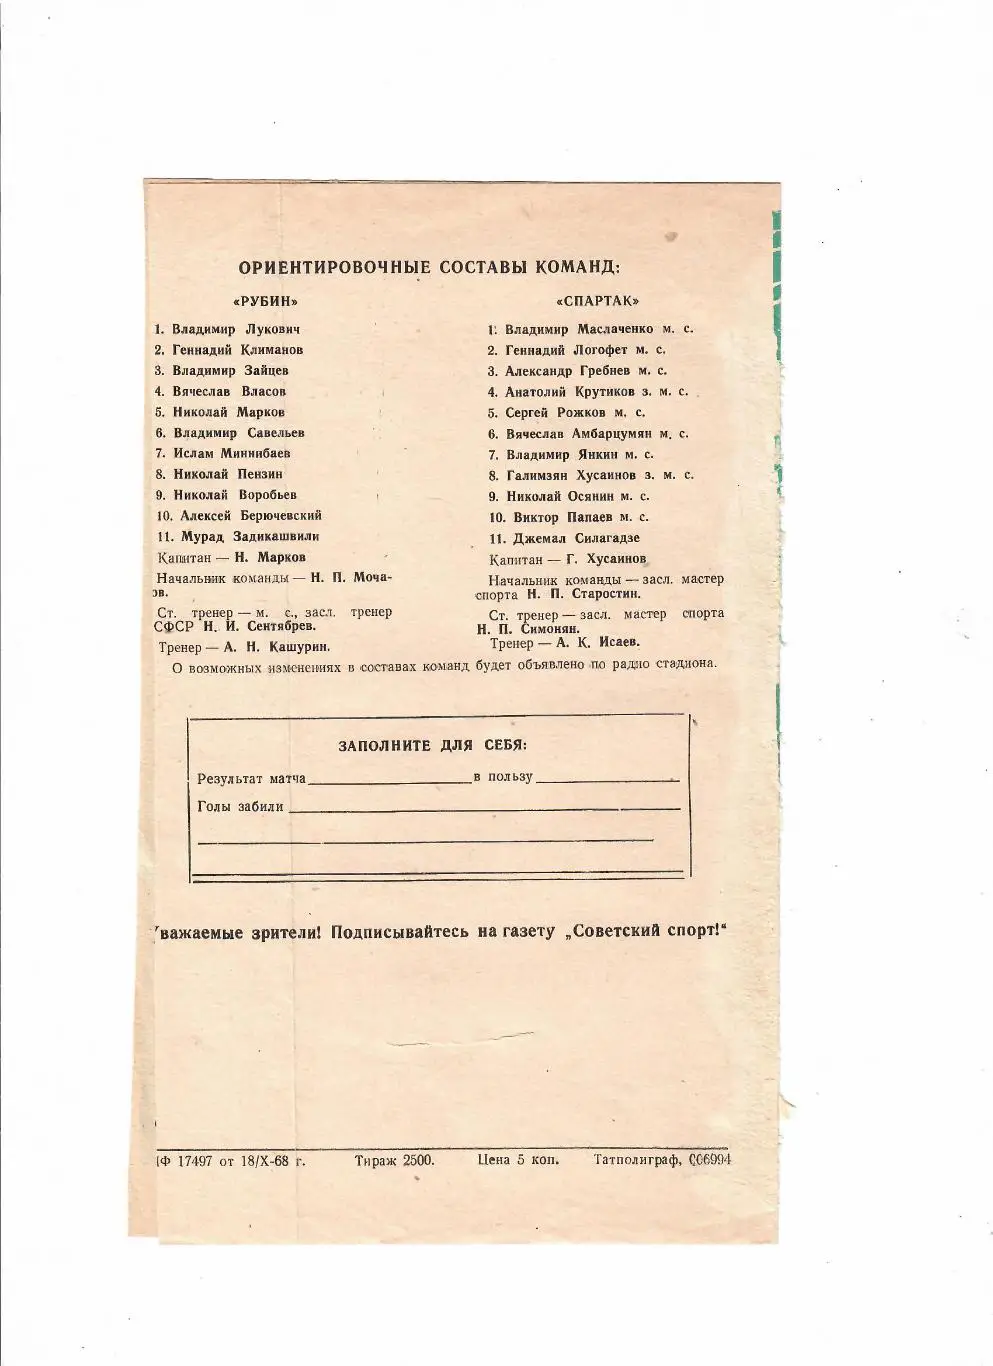 ОРИЕНТИРОВОЧНЫЕ СОСТАВЫ КОМАНД:
«РУБИН»
1. Владимир Лукович
2. Геннадий Климанов
3. Владимир Зайцев
4. Вячеслав Власов
5. Николай Марков
6. Владимир Савельев
7. Ислам Миннибаев
8. Николай Пензин
9. Николай Воробьев
10. Алексей Берючевский
11. Мурад Задикашвили
Капитан — Н. Марков
Начальник команды — Н. П. Моча-
ов.
Ст. тренер — м. с., засл. тренер
СФСР Н. И. Сентябрев.
Тренер — А. Н. Кашурин.
«СПАРТАК»
1. Владимир Маслаченко м. с.
2. Геннадий Логофет м. с.
3. Александр Гребнев м. с.
4. Анатолий Крутиков з. м. с.
5. Сергей Рожков м. с.
6. Вячеслав Амбарцумян м. с.
7. Владимир Янкин м. с.
8. Галимзян Хусаинов з. м. с.
9. Николай Осянин м. с.
10. Виктор Папаев м. с.
11. Джемал Силагадзе
Капитан — Г. Хусаинов
Начальник команды — засл. мастер
спорта Н. П. Старостин.
Ст. тренер — засл. мастер спорта
Н. П. Симонян.
Тренер — А. К. Исаев.
О возможных изменениях в составах команд будет объявлено по радио стадиона.
ЗАПОЛНИТЕ ДЛЯ СЕБЯ:
Результат матча в пользу
Голы забили
важаемые зрители! Подписывайтесь на газету „Советский спорт!“
Ф 17497 от 18/X-68 г. Тираж 2500. Цена 5 коп. Татполиграф, 006994